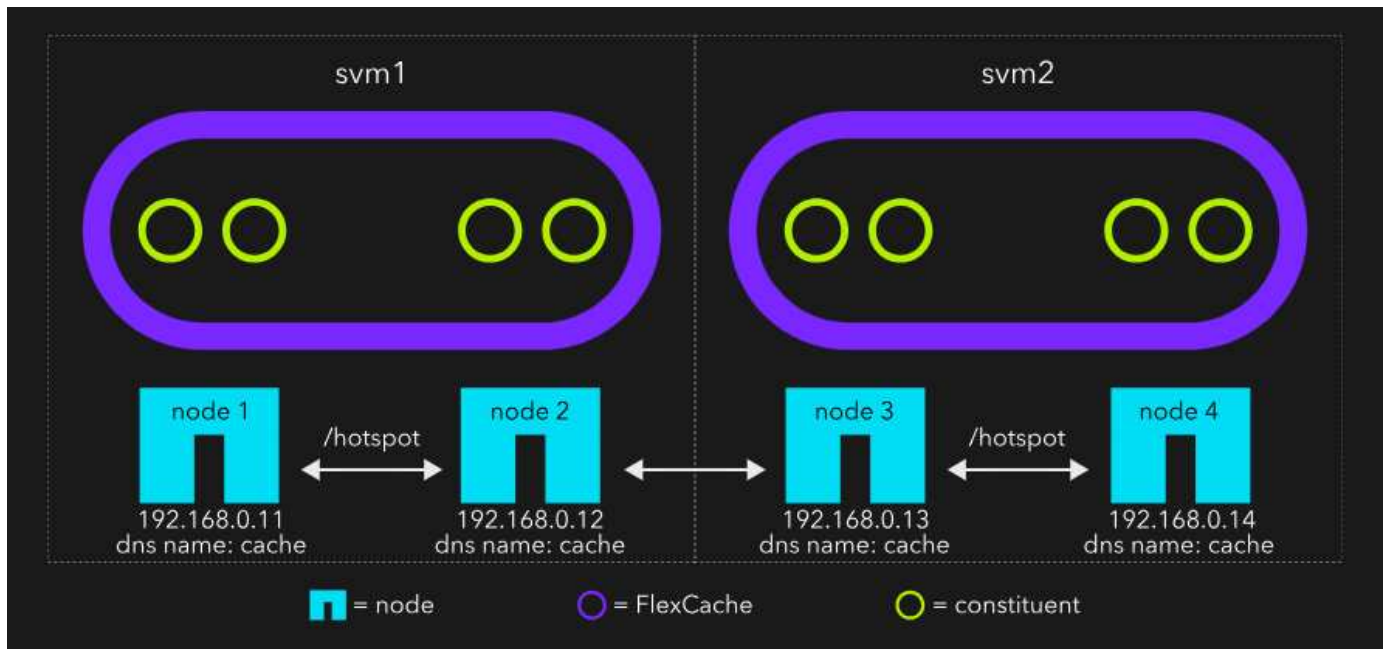 svm1
svm2
node 1
node 2
node 3
node 4
/hotspot
/hotspot
192.168.0.11
dns name: cache
192.168.0.12
dns name: cache
192.168.0.13
dns name: cache
192.168.0.14
dns name: cache
= node
= FlexCache
= constituent